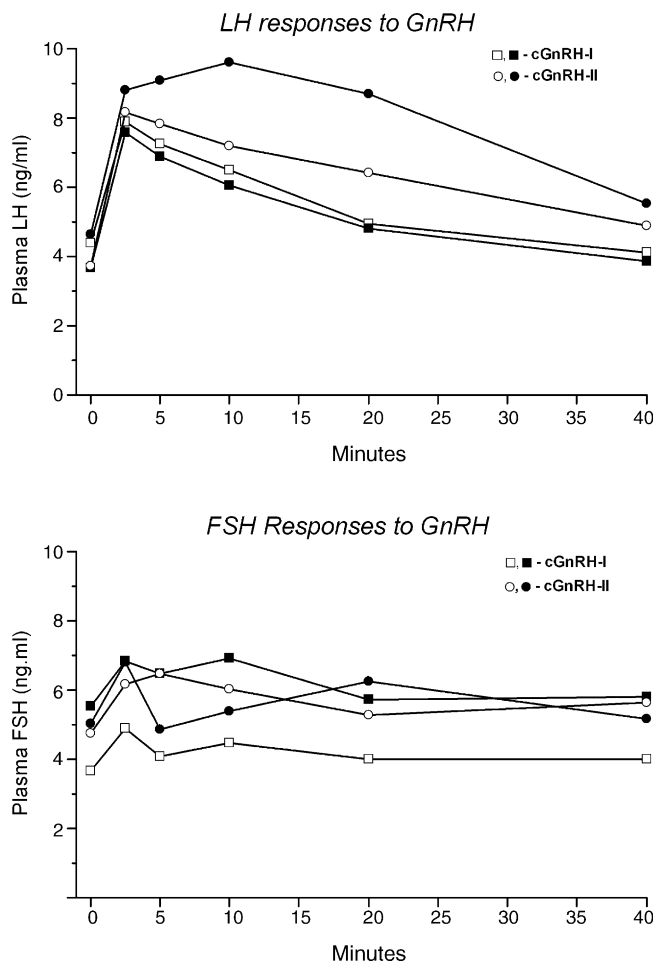 LH responses to GnRH
□, ■ - cGnRH-I
○, ● - cGnRH-II
10
8
6
4
2
0
Plasma LH (ng/ml)
0 5 10 15 20 25 30 35 40
Minutes
FSH Responses to GnRH
□, ■ - cGnRH-I
○, ● - cGnRH-II
10
8
6
4
2
Plasma FSH (ng.ml)
0 5 10 15 20 25 30 35 40
Minutes